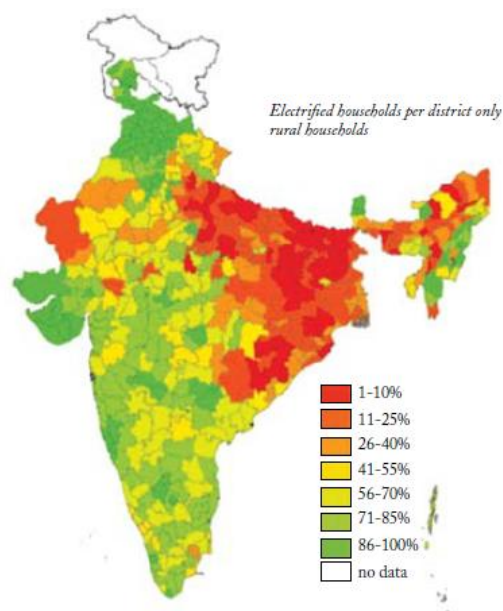 Electrified households per district only
rural households
1-10%
11-25%
26-40%
41-55%
56-70%
71-85%
86-100%
no data